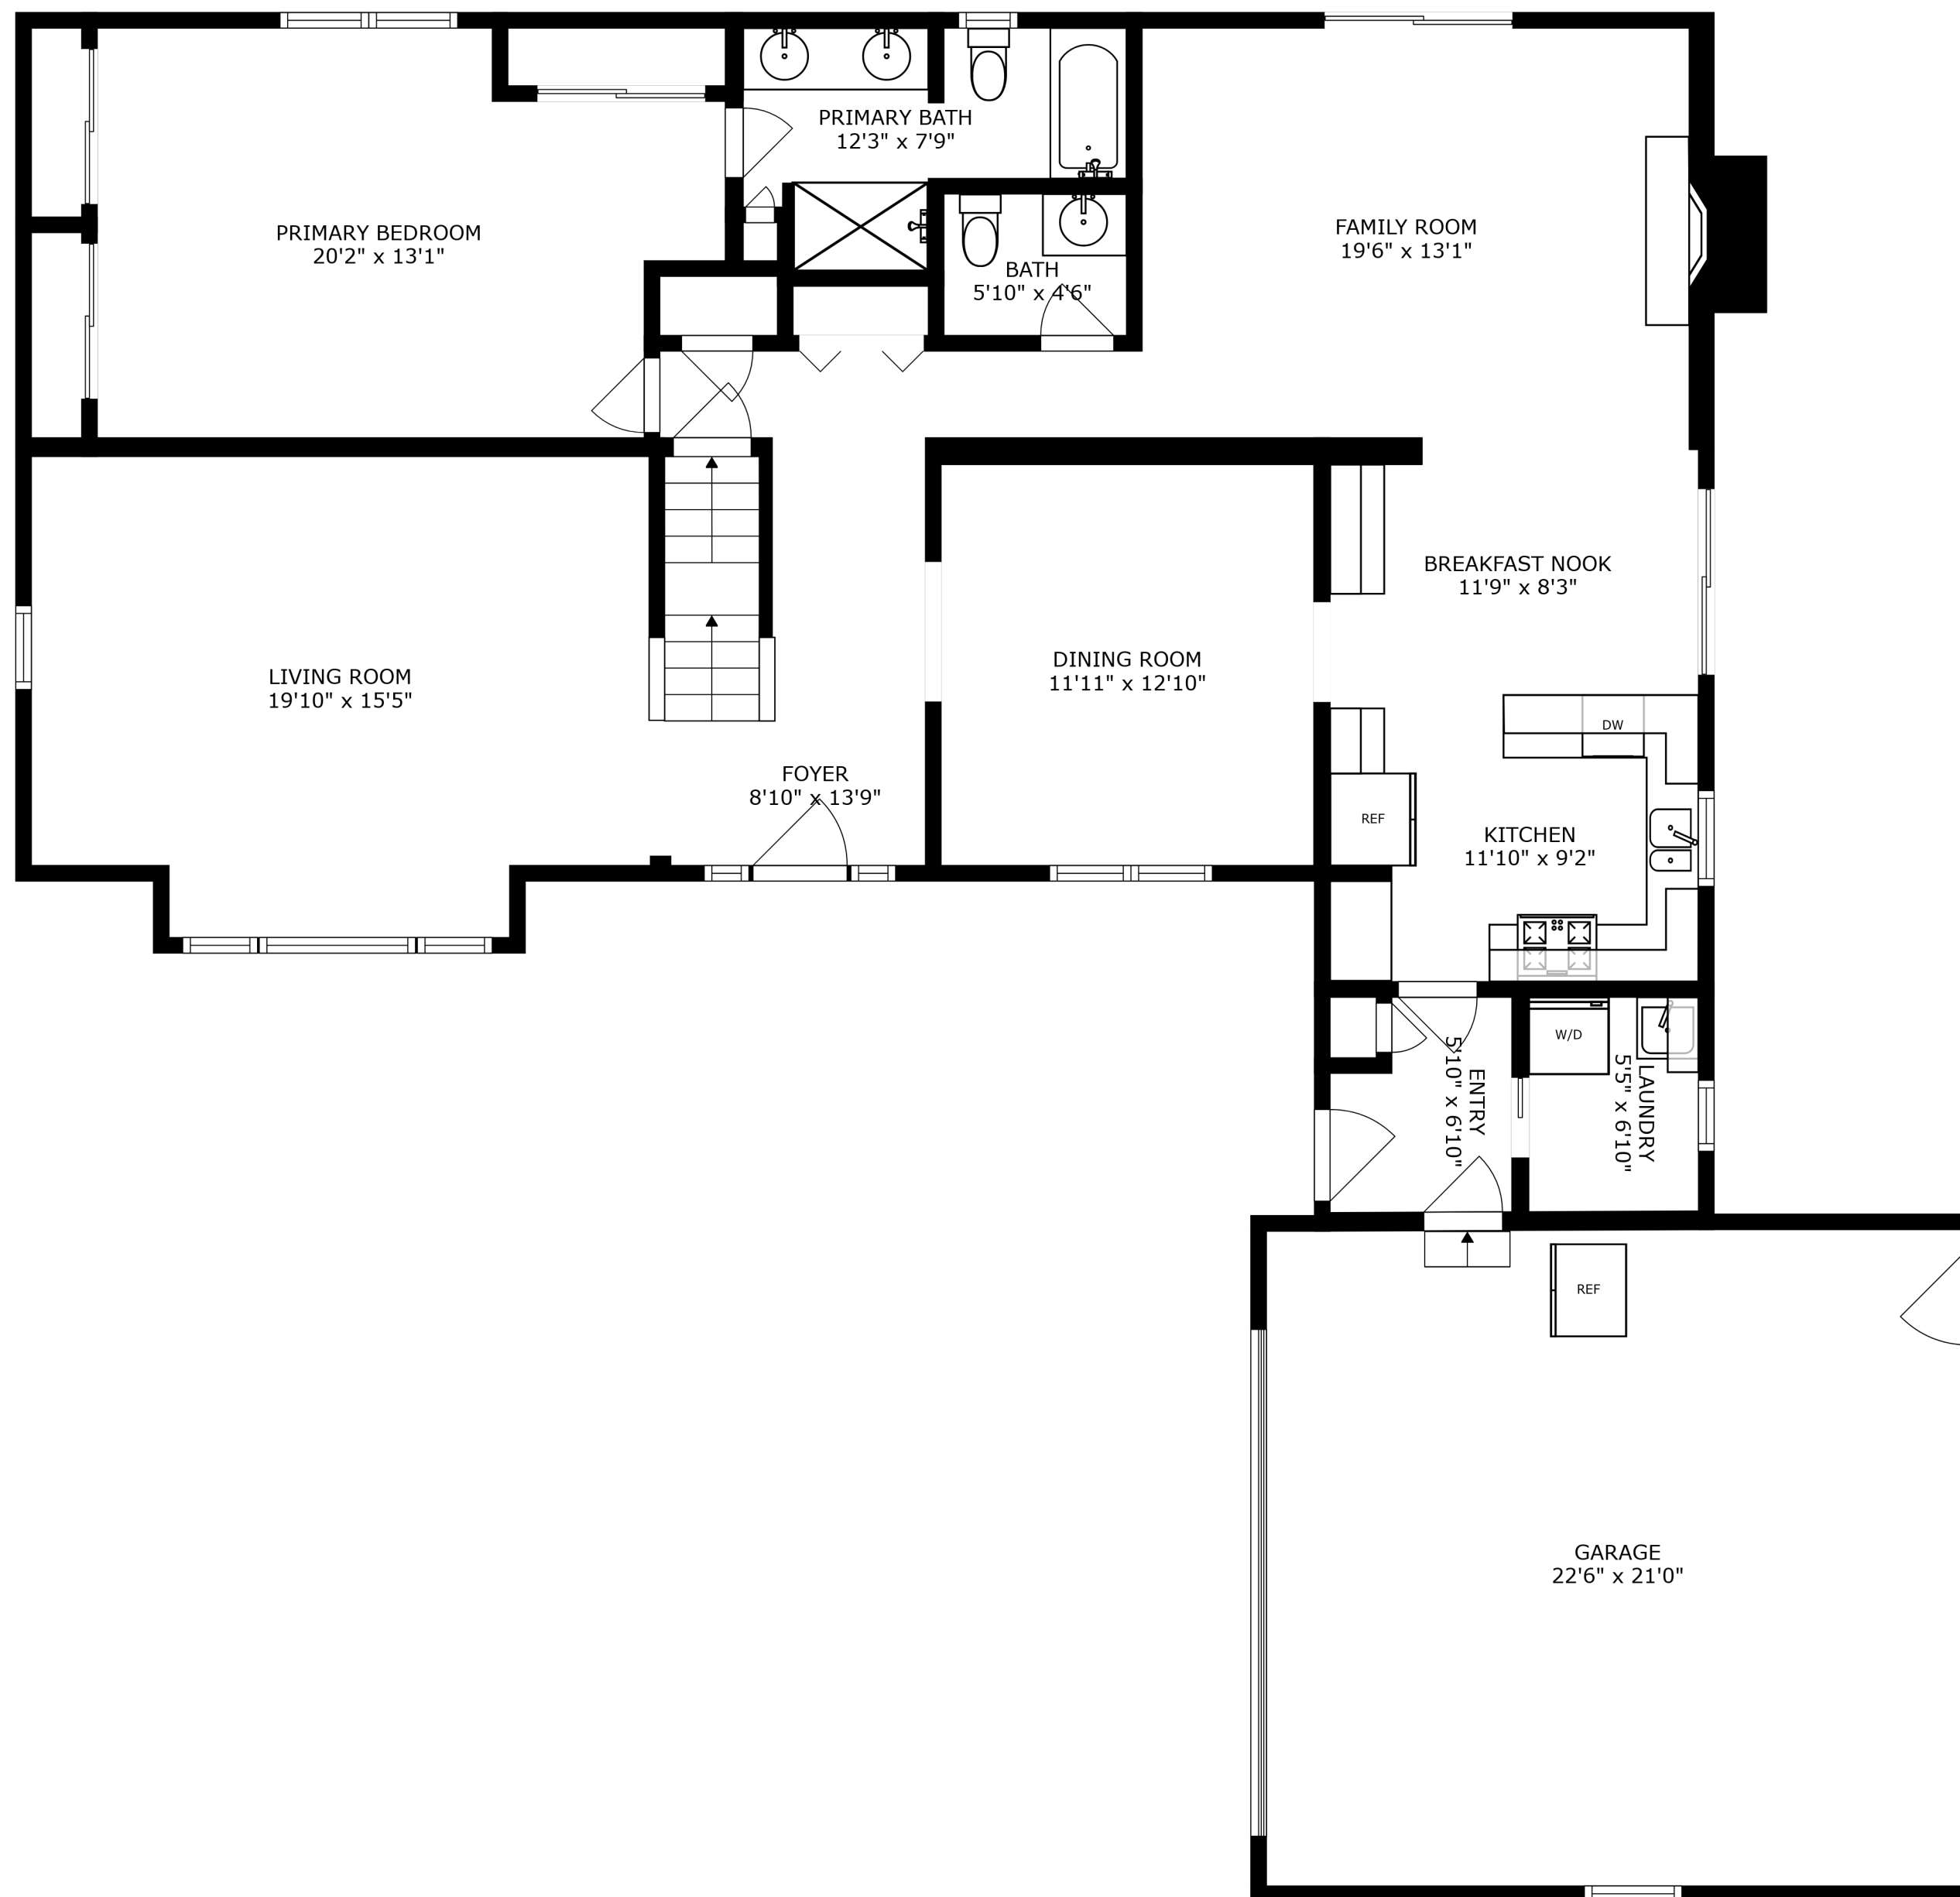 PRIMARY BATH
12'3" x 7'9"
PRIMARY BEDROOM
20'2" x 13'1"
FAMILY ROOM
19'6" x 13'1"
BATH
5'10" x 4'6"
BREAKFAST NOOK
11'9" x 8'3"
LIVING ROOM
19'10" x 15'5"
DINING ROOM
11'11" x 12'10"
DW
FOYER
8'10" x 13'9"
REF
KITCHEN
11'10" x 9'2"
W/D
ENTRY
5'10" x 6'10"
LAUNDRY
5'5" x 6'10"
REF
GARAGE
22'6" x 21'0"